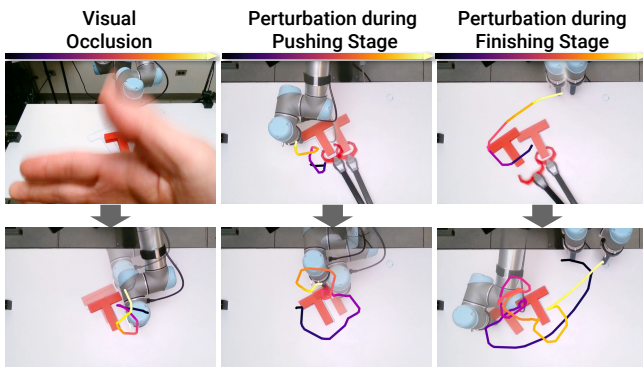 Visual
Occlusion
Perturbation during
Pushing Stage
Perturbation during
Finishing Stage